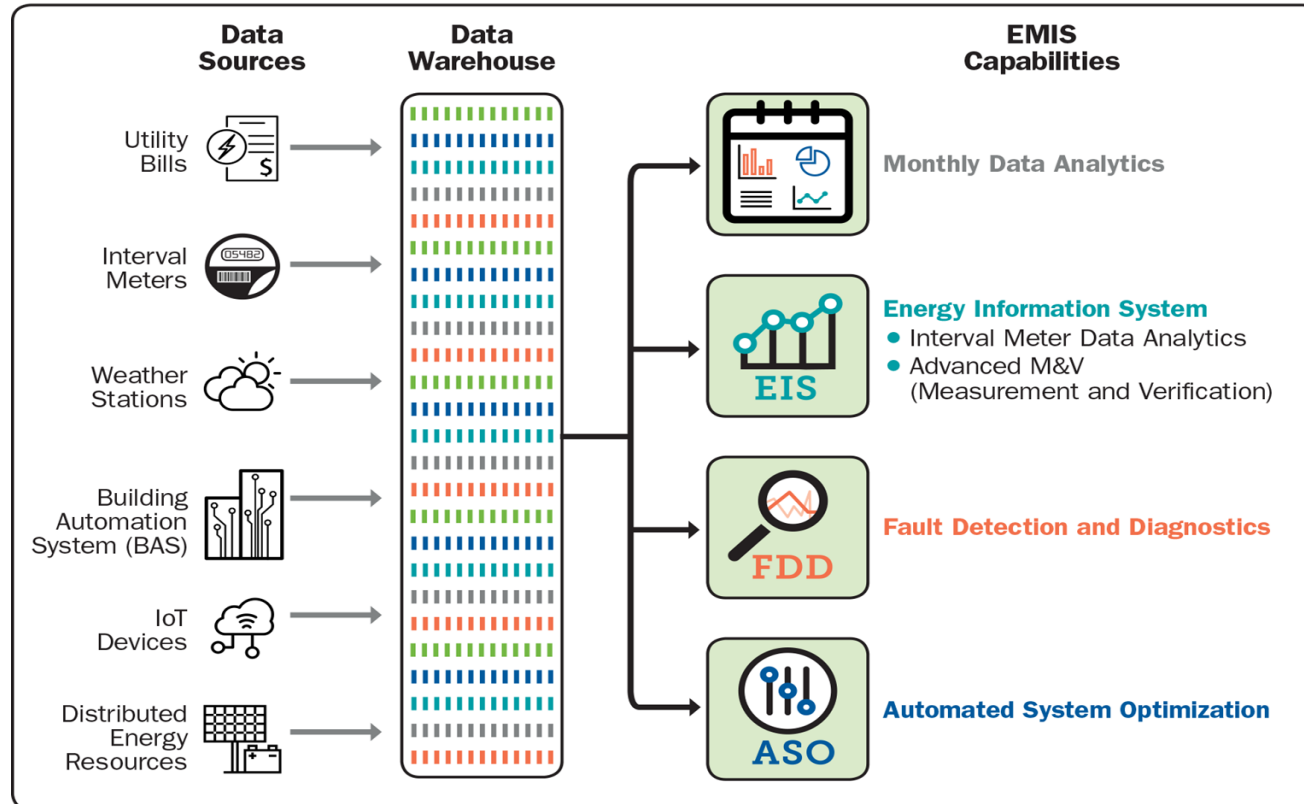 Data
Sources
Data
Warehouse
EMIS
Capabilities
Utility
Bills
$
Interval
Meters
05482
Weather
Stations
Building
Automation
System (BAS)
IoT
Devices
Distributed
Energy
Resources
Monthly Data Analytics
EIS
Energy Information System
• Interval Meter Data Analytics
• Advanced M&V
(Measurement and Verification)
FDD
Fault Detection and Diagnostics
ASO
Automated System Optimization